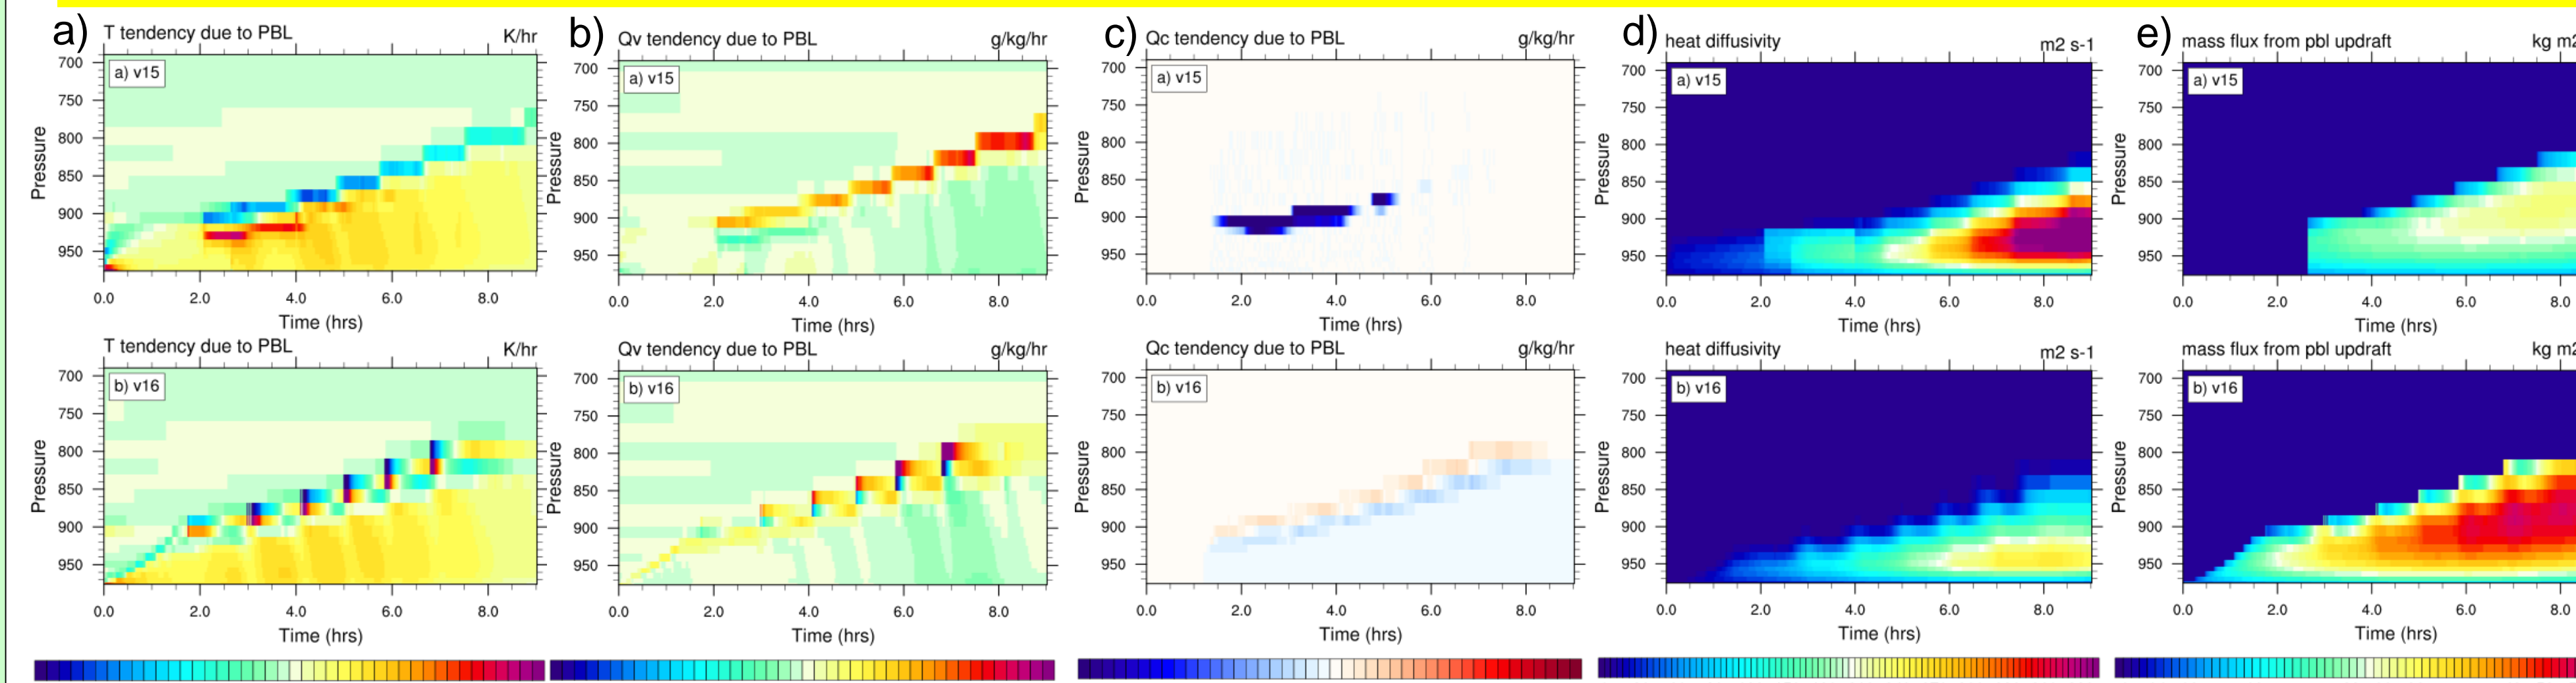 a) T tendency due to PBL K/hr
a) v15
700
750
800
850
900
950
Pressure
0.0 2.0 4.0 6.0 8.0
Time (hrs)
T tendency due to PBL K/hr
b) v16
700
750
800
850
900
950
Pressure
0.0 2.0 4.0 6.0 8.0
Time (hrs)
b) Qv tendency due to PBL g/kg/hr
a) v15
700
750
800
850
900
950
Pressure
0.0 2.0 4.0 6.0 8.0
Time (hrs)
Qv tendency due to PBL g/kg/hr
b) v16
700
750
800
850
900
950
Pressure
0.0 2.0 4.0 6.0 8.0
Time (hrs)
c) Qc tendency due to PBL g/kg/hr
a) v15
700
750
800
850
900
950
Pressure
0.0 2.0 4.0 6.0 8.0
Time (hrs)
Qc tendency due to PBL g/kg/hr
b) v16
700
750
800
850
900
950
Pressure
0.0 2.0 4.0 6.0 8.0
Time (hrs)
d) heat diffusivity m2 s-1
a) v15
700
750
800
850
900
950
Pressure
0.0 2.0 4.0 6.0 8.0
Time (hrs)
heat diffusivity m2 s-1
b) v16
700
750
800
850
900
950
Pressure
0.0 2.0 4.0 6.0 8.0
Time (hrs)
e) mass flux from pbl updraft kg m2
a) v15
700
750
800
850
900
950
Pressure
0.0 2.0 4.0 6.0 8.0
Time (hrs)
mass flux from pbl updraft kg m2
b) v16
700
750
800
850
900
950
Pressure
0.0 2.0 4.0 6.0 8.0
Time (hrs)